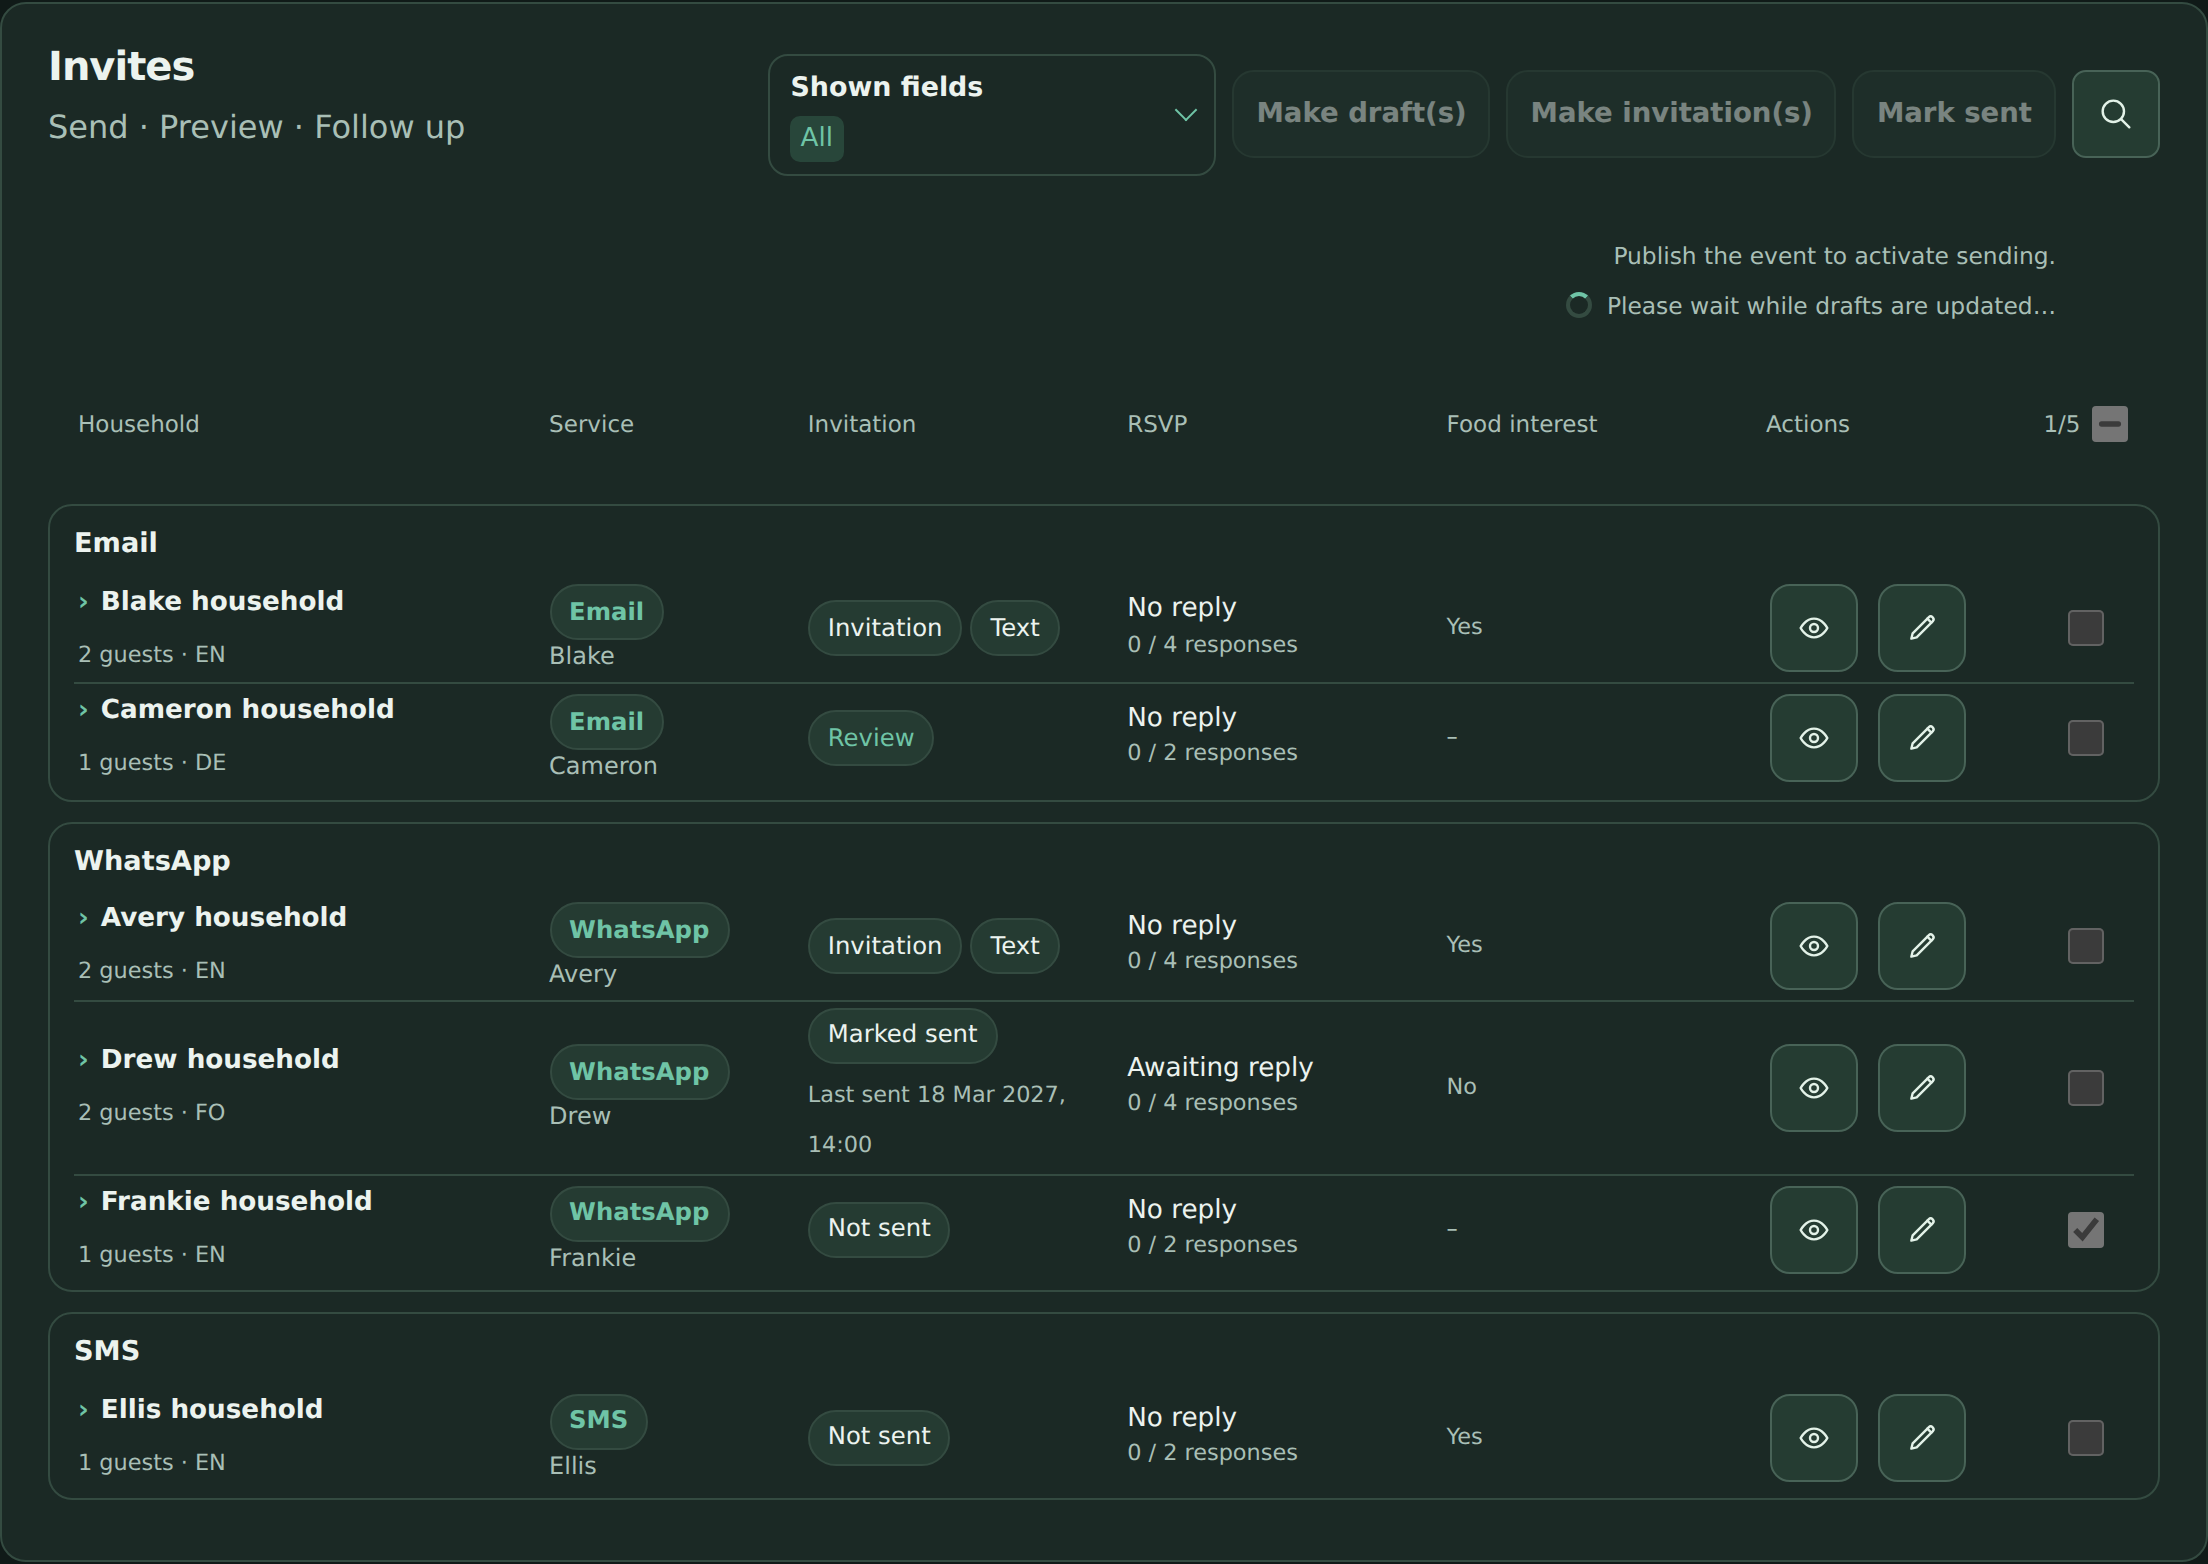 Invites
Send · Preview · Follow up
Shown fields
All
Make draft(s)
Make invitation(s)
Mark sent
Publish the event to activate sending.
Please wait while drafts are updated…
Household Service Invitation RSVP Food interest Actions 1/5
Email
› Blake household
2 guests · EN
Email
Blake
Invitation Text
No reply
0 / 4 responses
Yes
› Cameron household
1 guests · DE
Email
Cameron
Review
No reply
0 / 2 responses
–
WhatsApp
› Avery household
2 guests · EN
WhatsApp
Avery
Invitation Text
No reply
0 / 4 responses
Yes
› Drew household
2 guests · FO
WhatsApp
Drew
Marked sent
Last sent 18 Mar 2027,
14:00
Awaiting reply
0 / 4 responses
No
› Frankie household
1 guests · EN
WhatsApp
Frankie
Not sent
No reply
0 / 2 responses
–
SMS
› Ellis household
1 guests · EN
SMS
Ellis
Not sent
No reply
0 / 2 responses
Yes